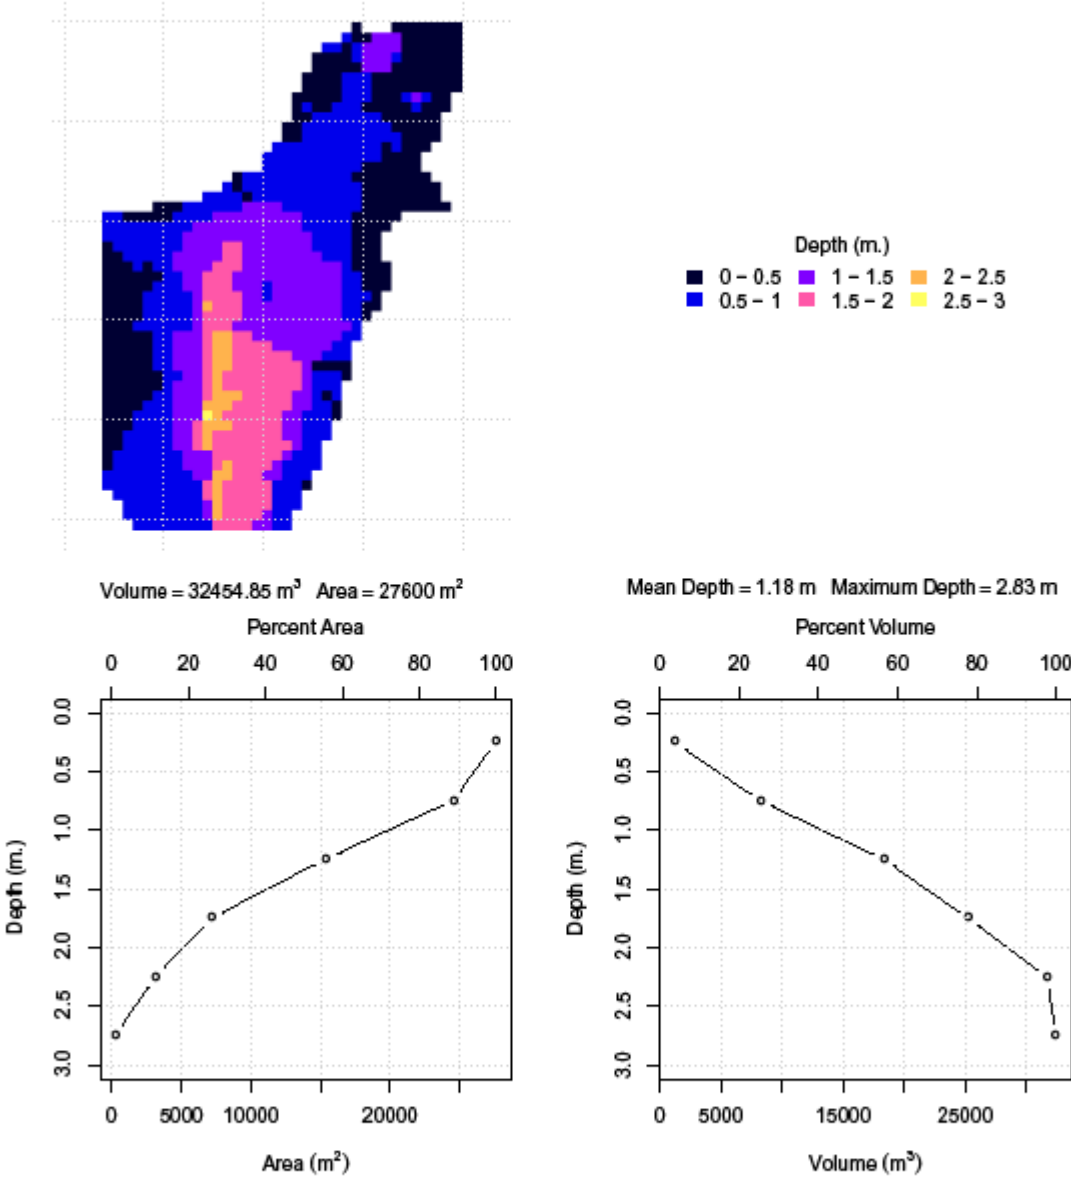 Depth (m.)
0 – 0.5 1 – 1.5 2 – 2.5
0.5 – 1 1.5 – 2 2.5 – 3
Volume = 32454.85 m³ Area = 27600 m²
Mean Depth = 1.18 m Maximum Depth = 2.83 m
Percent Area
0 20 40 60 80 100
0.0
0.5
1.0
1.5
2.0
2.5
3.0
Depth (m.)
0 5000 10000 20000
Area (m²)
Percent Volume
0 20 40 60 80 100
0.0
0.5
1.0
1.5
2.0
2.5
3.0
Depth (m.)
0 5000 15000 25000
Volume (m³)